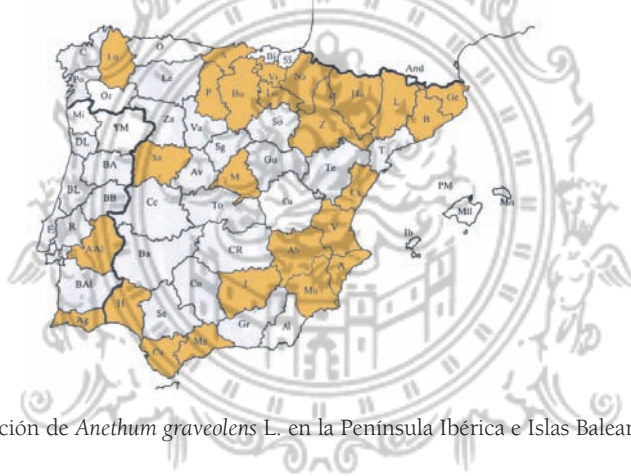 C Lu O Bi SS And
Po Le Vi Na
Or P Bu Lo Hu Ge
Mi TM Za Va So Z L B
DL Sg T
BA Sa Av M Gu Te
BL BB Cc To Cu Cs PM Mn
E R CR V Mll
AAl Ba Ab Ib
BAl Co J A
H Se Mu
Ag Gr Al
Ca Ma
ción de Anethum graveolens L. en la Península Ibérica e Islas Balear